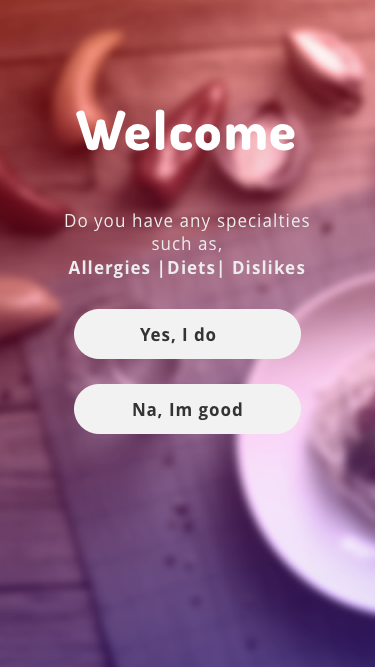 Welcome
Do you have any specialties
such as,
Allergies |Diets| Dislikes
Yes, I do
Na, Im good